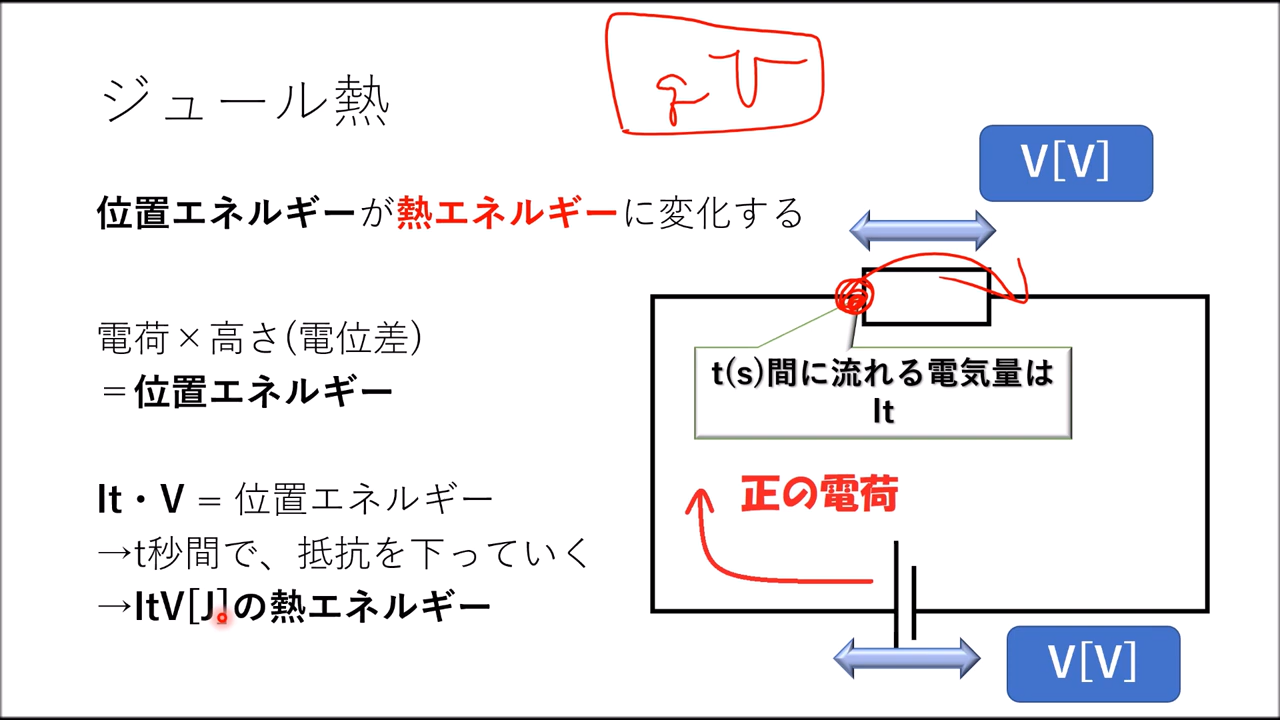 ジュール熱
qV
V[V]
位置エネルギーが熱エネルギーに変化する
電荷×高さ(電位差)
＝位置エネルギー
t(s)間に流れる電気量は
It
正の電荷
It・V = 位置エネルギー
→t秒間で、抵抗を下っていく
→ItV[J]の熱エネルギー
V[V]